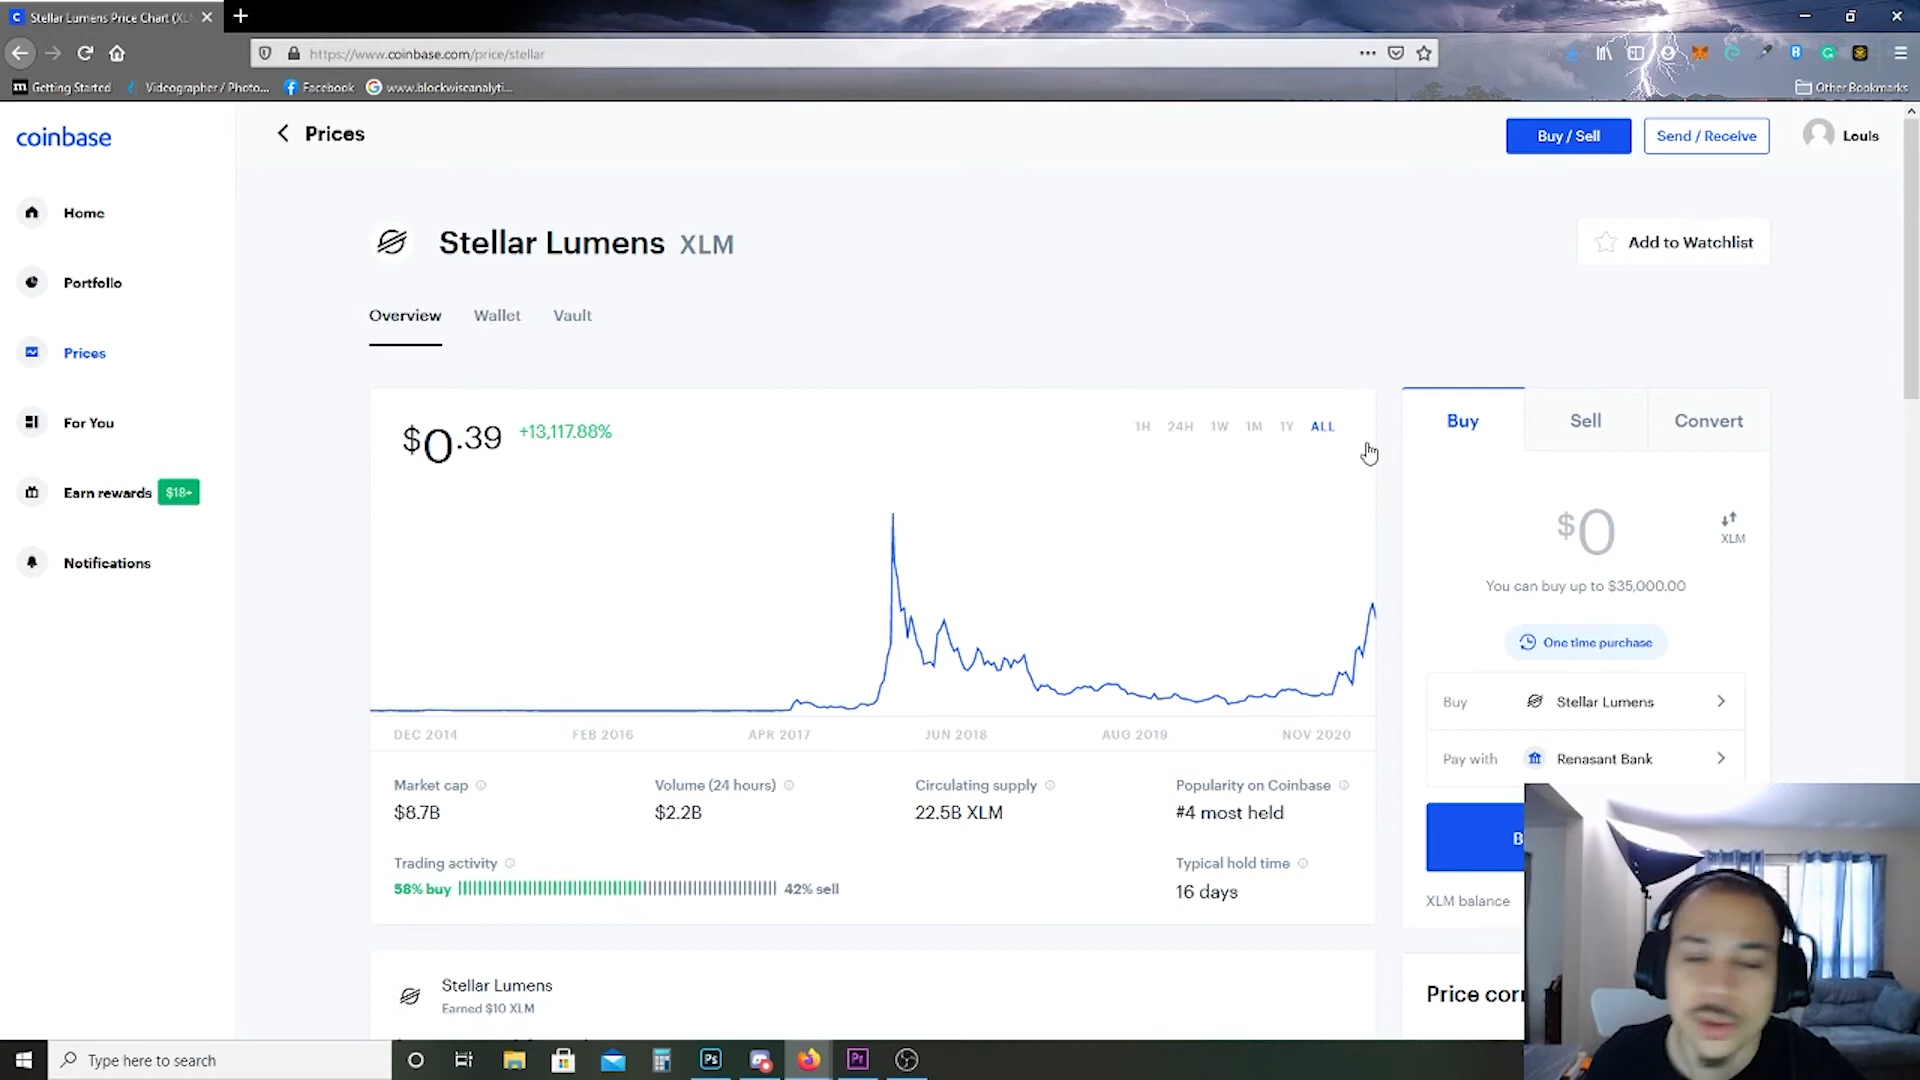 Stellar Lumens Price Chart (XL
https://www.coinbase.com/price/stellar
Getting Started
Videographer / Photo...
Facebook
www.blockwiseanalyti...
Other Bookmarks
coinbase
Prices
Buy / Sell
Send / Receive
Louis
Home
Portfolio
Prices
For You
Earn rewards $18+
Notifications
Stellar Lumens XLM
Add to Watchlist
Overview Wallet Vault
$0.39 +13,117.88%
1H 24H 1W 1M 1Y ALL
DEC 2014 FEB 2016 APR 2017 JUN 2018 AUG 2019 NOV 2020
Market cap
$8.7B
Volume (24 hours)
$2.2B
Circulating supply
22.5B XLM
Popularity on Coinbase
#4 most held
Trading activity
58% buy 42% sell
Typical hold time
16 days
Stellar Lumens
Earned $10 XLM
Buy Sell Convert
$0
XLM
You can buy up to $35,000.00
One time purchase
Buy Stellar Lumens
Pay with Renasant Bank
B
XLM balance
Price corr
Type here to search
Ps
Pr